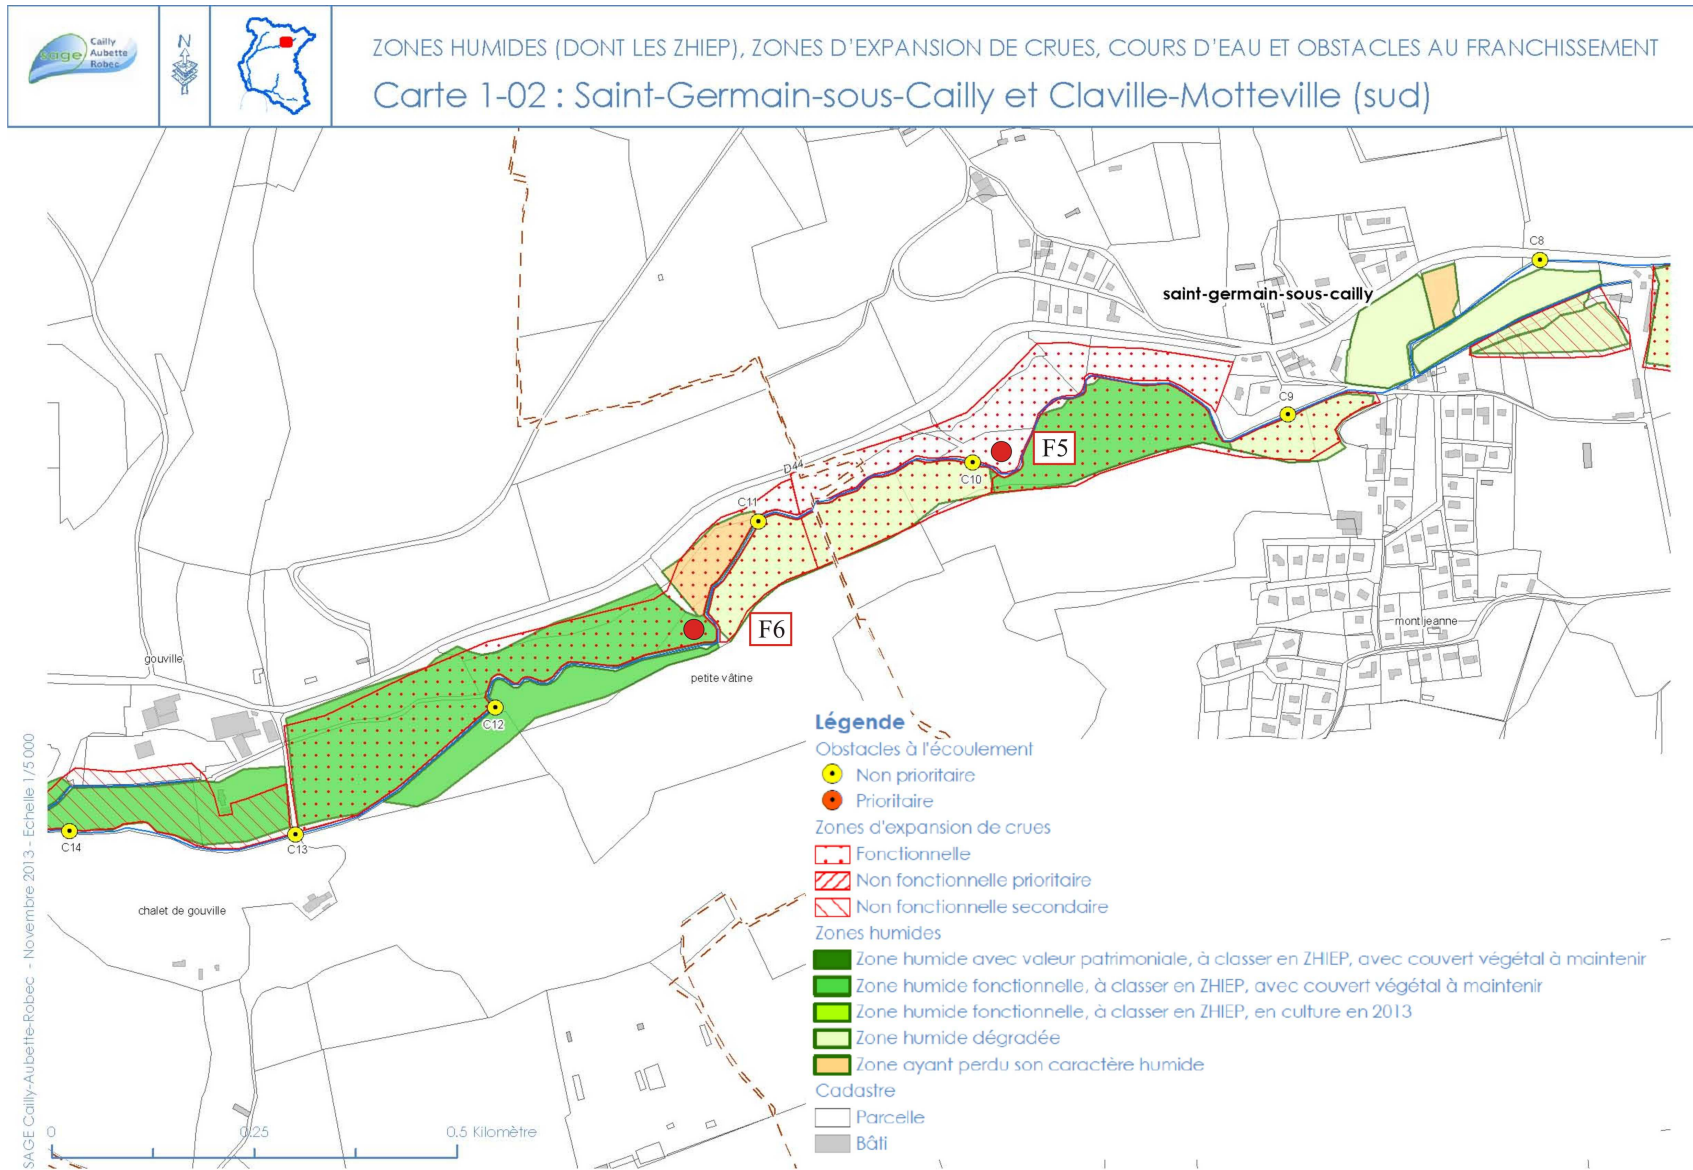 Sage
Cailly
Aubette
Robec
N
ZONES HUMIDES (DONT LES ZHIEP), ZONES D'EXPANSION DE CRUES, COURS D'EAU ET OBSTACLES AU FRANCHISSEMENT
Carte 1-02 : Saint-Germain-sous-Cailly et Claville-Motteville (sud)
C8
saint-germain-sous-cailly
C9
F5
D44
C10
C11
F6
mont jeanne
gouville
petite vâtine
C12
C14
C13
chalet de gouville
Légende
Obstacles à l'écoulement
Non prioritaire
Prioritaire
Zones d'expansion de crues
Fonctionnelle
Non fonctionnelle prioritaire
Non fonctionnelle secondaire
Zones humides
Zone humide avec valeur patrimoniale, à classer en ZHIEP, avec couvert végétal à maintenir
Zone humide fonctionnelle, à classer en ZHIEP, avec couvert végétal à maintenir
Zone humide fonctionnelle, à classer en ZHIEP, en culture en 2013
Zone humide dégradée
Zone ayant perdu son caractère humide
Cadastre
Parcelle
Bâti
0 0,25 0,5 Kilomètre
SAGE Cailly-Aubette-Robec - Novembre 2013 - Echelle 1/5 000